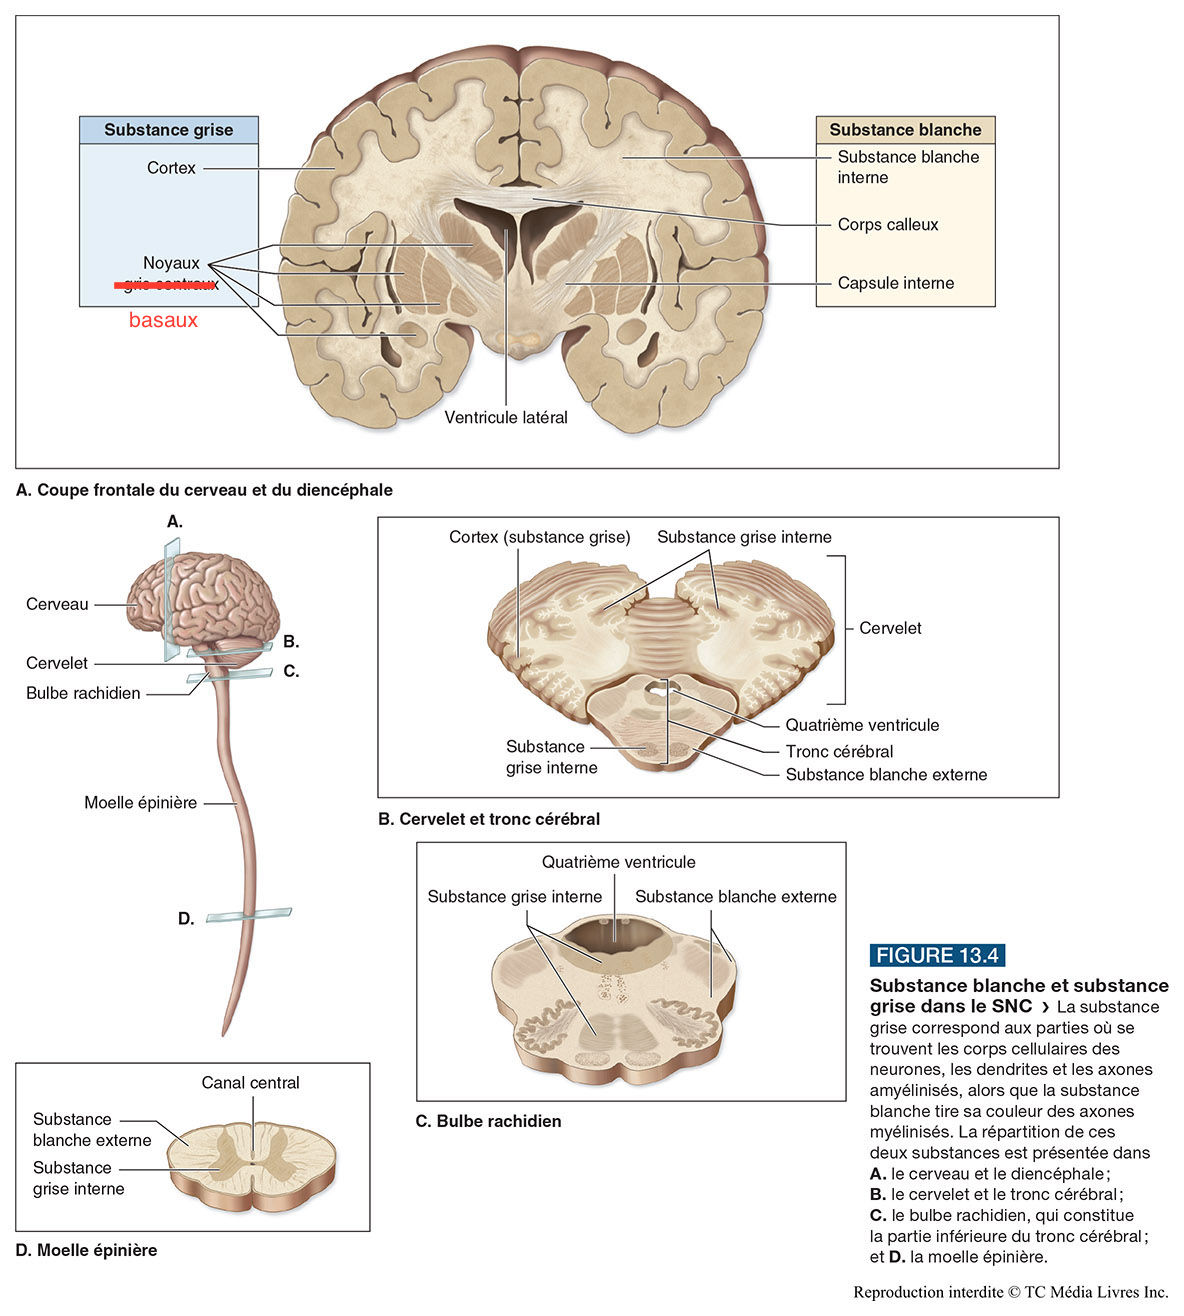 Substance grise
Cortex
Noyaux
gris centraux
basaux
Substance blanche
Substance blanche
interne
Corps calleux
Capsule interne
Ventricule latéral
A. Coupe frontale du cerveau et du diencéphale
A.
Cerveau
B.
Cervelet
C.
Bulbe rachidien
Moelle épinière
D.
Cortex (substance grise)
Substance grise interne
Cervelet
Quatrième ventricule
Substance
grise interne
Tronc cérébral
Substance blanche externe
B. Cervelet et tronc cérébral
Quatrième ventricule
Substance grise interne
Substance blanche externe
C. Bulbe rachidien
Canal central
Substance
blanche externe
Substance
grise interne
D. Moelle épinière
FIGURE 13.4
Substance blanche et substance
grise dans le SNC › La substance
grise correspond aux parties où se
trouvent les corps cellulaires des
neurones, les dendrites et les axones
amyélinisés, alors que la substance
blanche tire sa couleur des axones
myélinisés. La répartition de ces
deux substances est présentée dans
A. le cerveau et le diencéphale ;
B. le cervelet et le tronc cérébral ;
C. le bulbe rachidien, qui constitue
la partie inférieure du tronc cérébral ;
et D. la moelle épinière.
Reproduction interdite © TC Média Livres Inc.